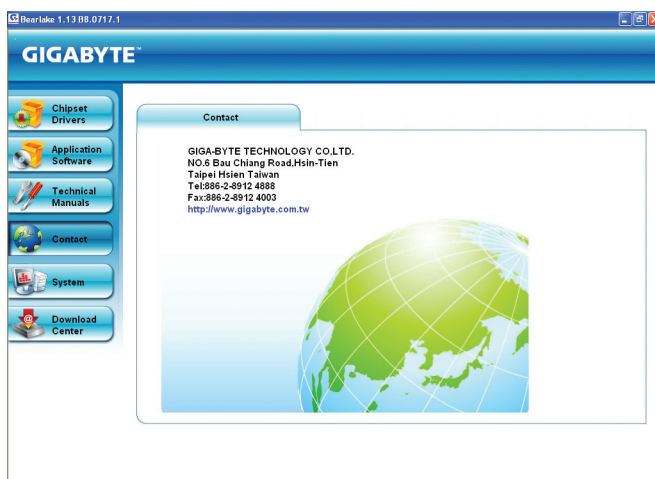 Bearlake 1.13 B8.0717.1
GIGABYTE™
Chipset
Drivers
Application
Software
Technical
Manuals
Contact
System
Download
Center
Contact
GIGA-BYTE TECHNOLOGY CO,LTD.
NO.6 Bau Chiang Road,Hsin-Tien
Taipei Hsien Taiwan
Tel:886-2-8912 4888
Fax:886-2-8912 4003
http://www.gigabyte.com.tw